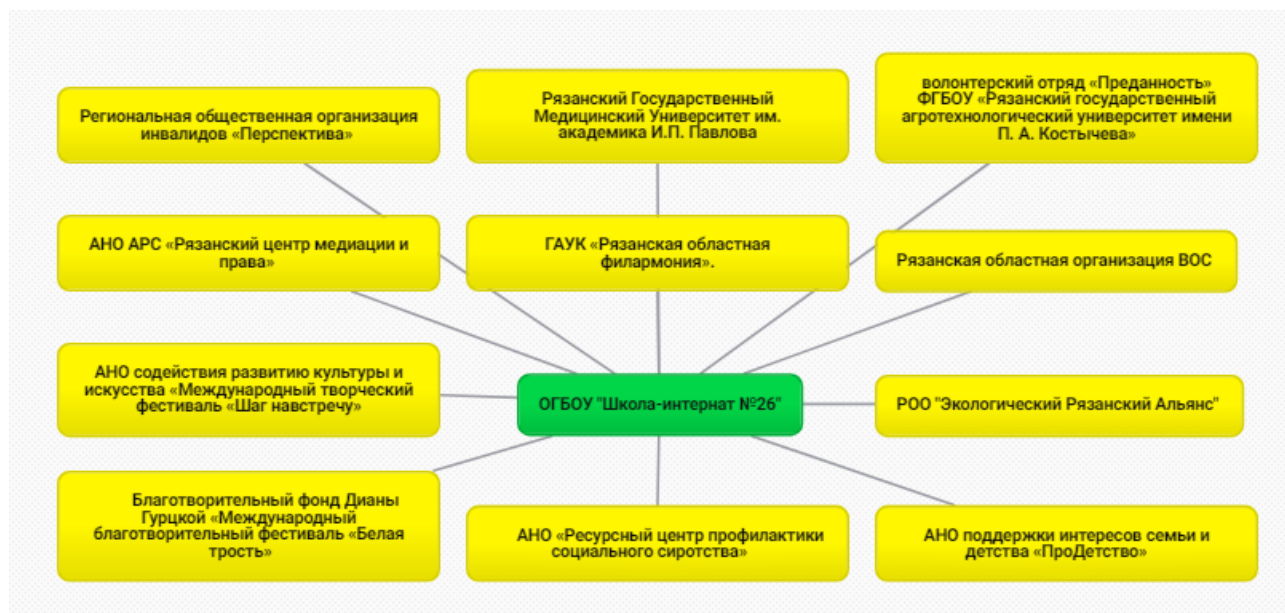 Региональная общественная организация
инвалидов «Перспектива»
Рязанский Государственный
Медицинский Университет им.
академика И.П. Павлова
волонтерский отряд «Преданность»
ФГБОУ «Рязанский государственный
агротехнологический университет имени
П. А. Костычева»
АНО АРС «Рязанский центр медиации и
права»
ГАУК «Рязанская областная
филармония».
Рязанская областная организация ВОС
АНО содействия развитию культуры и
искусства «Международный творческий
фестиваль «Шаг навстречу»
ОГБОУ "Школа-интернат №26"
РОО "Экологический Рязанский Альянс"
Благотворительный фонд Дианы
Гурцкой «Международный
благотворительный фестиваль «Белая
трость»
АНО «Ресурсный центр профилактики
социального сиротства»
АНО поддержки интересов семьи и
детства «ПроДетство»